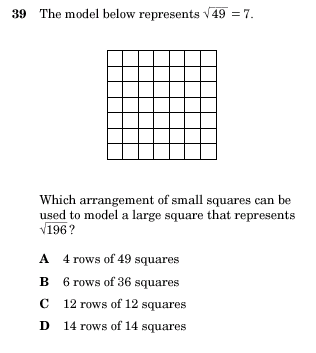 39 The model below represents √49 = 7.
Which arrangement of small squares can be
used to model a large square that represents
√196 ?
A 4 rows of 49 squares
B 6 rows of 36 squares
C 12 rows of 12 squares
D 14 rows of 14 squares